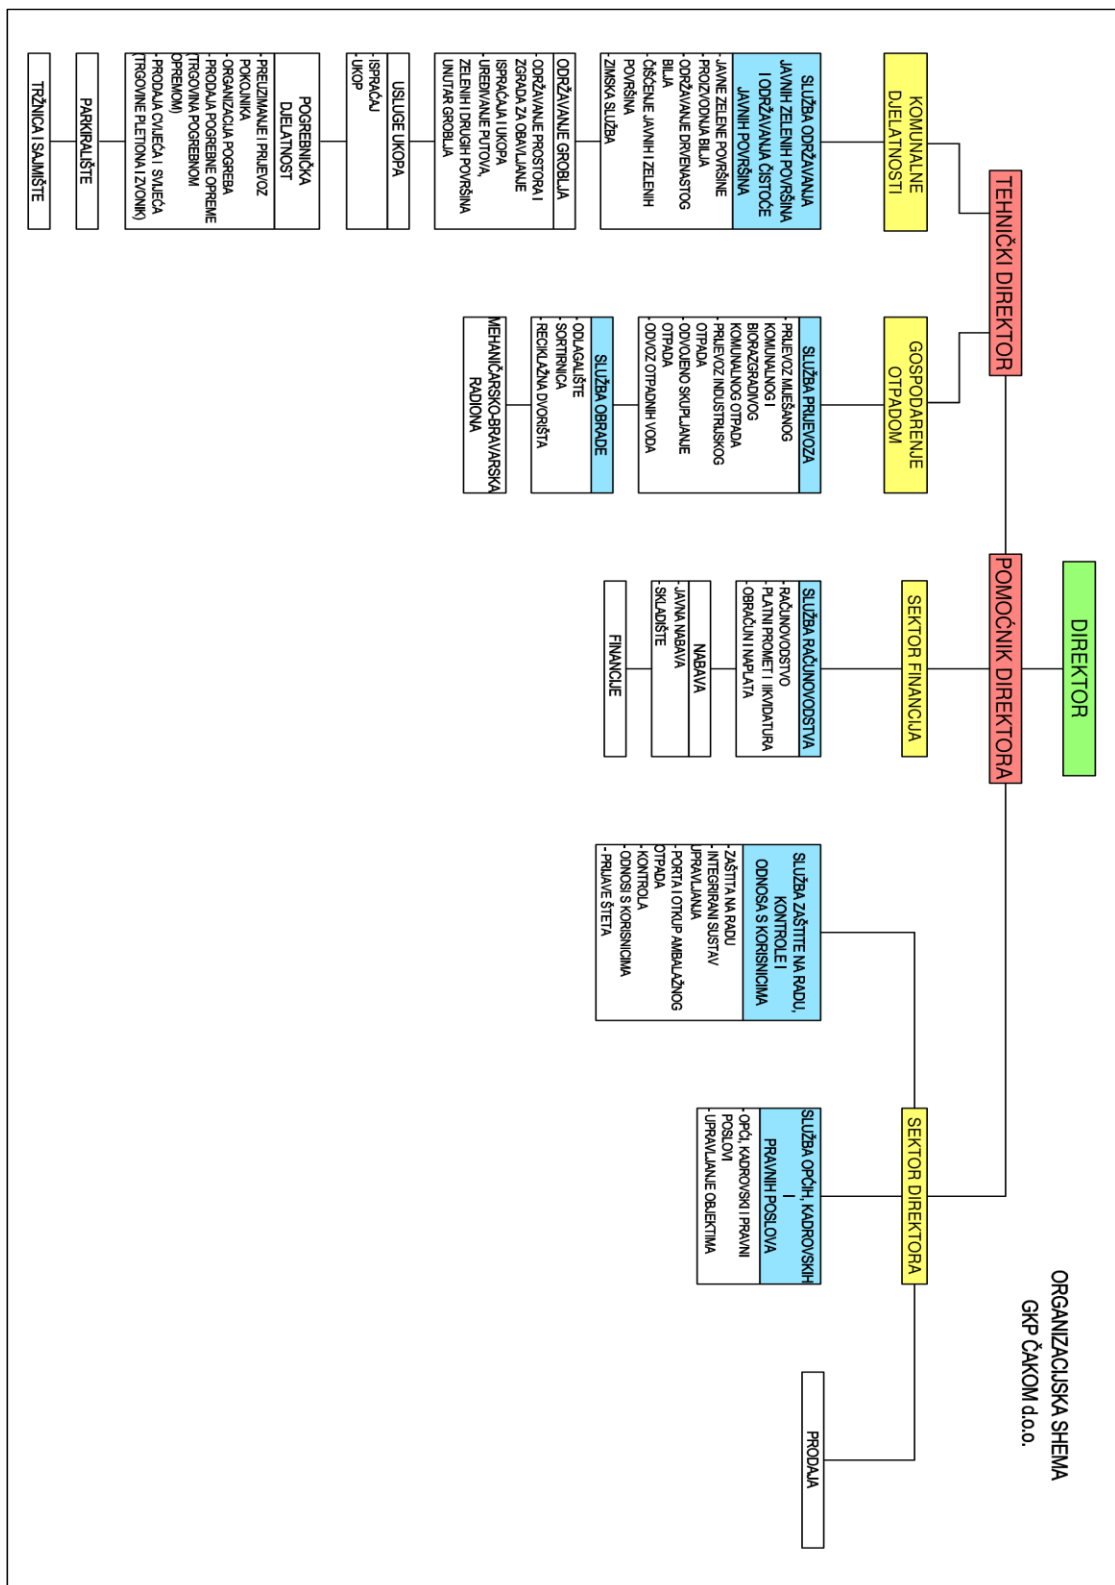 ORGANIZACIJSKA SHEMA
GKP ČAKOM d.o.o.
DIREKTOR
POMOĆNIK DIREKTORA
TEHNIČKI DIREKTOR
KOMUNALNE
DJELATNOSTI
SLUŽBA ODRŽAVANJA
JAVNIH ZELENIH POVRŠINA
I ODRŽAVANJA ČISTOĆE
JAVNIH POVRŠINA
- JAVNE ZELENE POVRŠINE
- PROIZVODNJA BILJA
- ODRŽAVANJE DRVENASTOG
BILJA
- ČIŠĆENJE JAVNIH I ZELENIH
POVRŠINA
- ZIMSKA SLUŽBA
ODRŽAVANJE GROBLJA
- ODRŽAVANJE PROSTORA I
ZGRADA ZA OBAVLJANJE
ISPRAĆAJA I UKOPA
- UREĐIVANJE PUTOVA,
ZELENIH I DRUGIH POVRŠINA
UNUTAR GROBLJA
USLUGE UKOPA
- ISPRAĆAJ
- UKOP
POGREBNIČKA
DJELATNOST
- PREUZIMANJE I PRIJEVOZ
POKOJNIKA
- ORGANIZACIJA POGREBA
- PRODAJA POGREBNE OPREME
(TRGOVINA POGREBNOM
OPREMOM)
- PRODAJA CVIJEĆA I SVIJEĆA
(TRGOVINE PLETIONA I ZVONIK)
PARKIRALIŠTE
TRŽNICA I SAJMIŠTE
GOSPODARENJE
OTPADOM
SLUŽBA PRIJEVOZA
- PRIJEVOZ MIJEŠANOG
KOMUNALNOG I
BIORAZGRADIVOG
KOMUNALNOG OTPADA
- PRIJEVOZ INDUSTRIJSKOG
OTPADA
- ODVOJENO SKUPLJANJE
OTPADA
- ODVOZ OTPADNIH VODA
SLUŽBA OBRADE
- ODLAGALIŠTE
- SORTIRNICA
- RECIKLAŽNA DVORIŠTA
MEHANIČARSKO-BRAVARSKA
RADIONA
SEKTOR FINANCIJA
SLUŽBA RAČUNOVODSTVA
- RAČUNOVODSTVO
- PLATNI PROMET I lIKVIDATURA
- OBRAČUN I NAPLATA
NABAVA
- JAVNA NABAVA
- SKLADIŠTE
FINANCIJE
SEKTOR DIREKTORA
SLUŽBA ZAŠTITE NA RADU,
KONTROLE I
ODNOSA S KORISNICIMA
- ZAŠTITA NA RADU
- INTEGRIRANI SUSTAV
UPRAVLJANJA
- PORTA I OTKUP AMBALAŽNOG
OTPADA
- KONTROLA
- ODNOSI S KORISNICIMA
- PRIJAVE ŠTETA
SLUŽBA OPĆIH, KADROVSKIH
I
PRAVNIH POSLOVA
- OPĆI, KADROVSKI I PRAVNI
POSLOVI
- UPRAVLJANJE OBJEKTIMA
PRODAJA